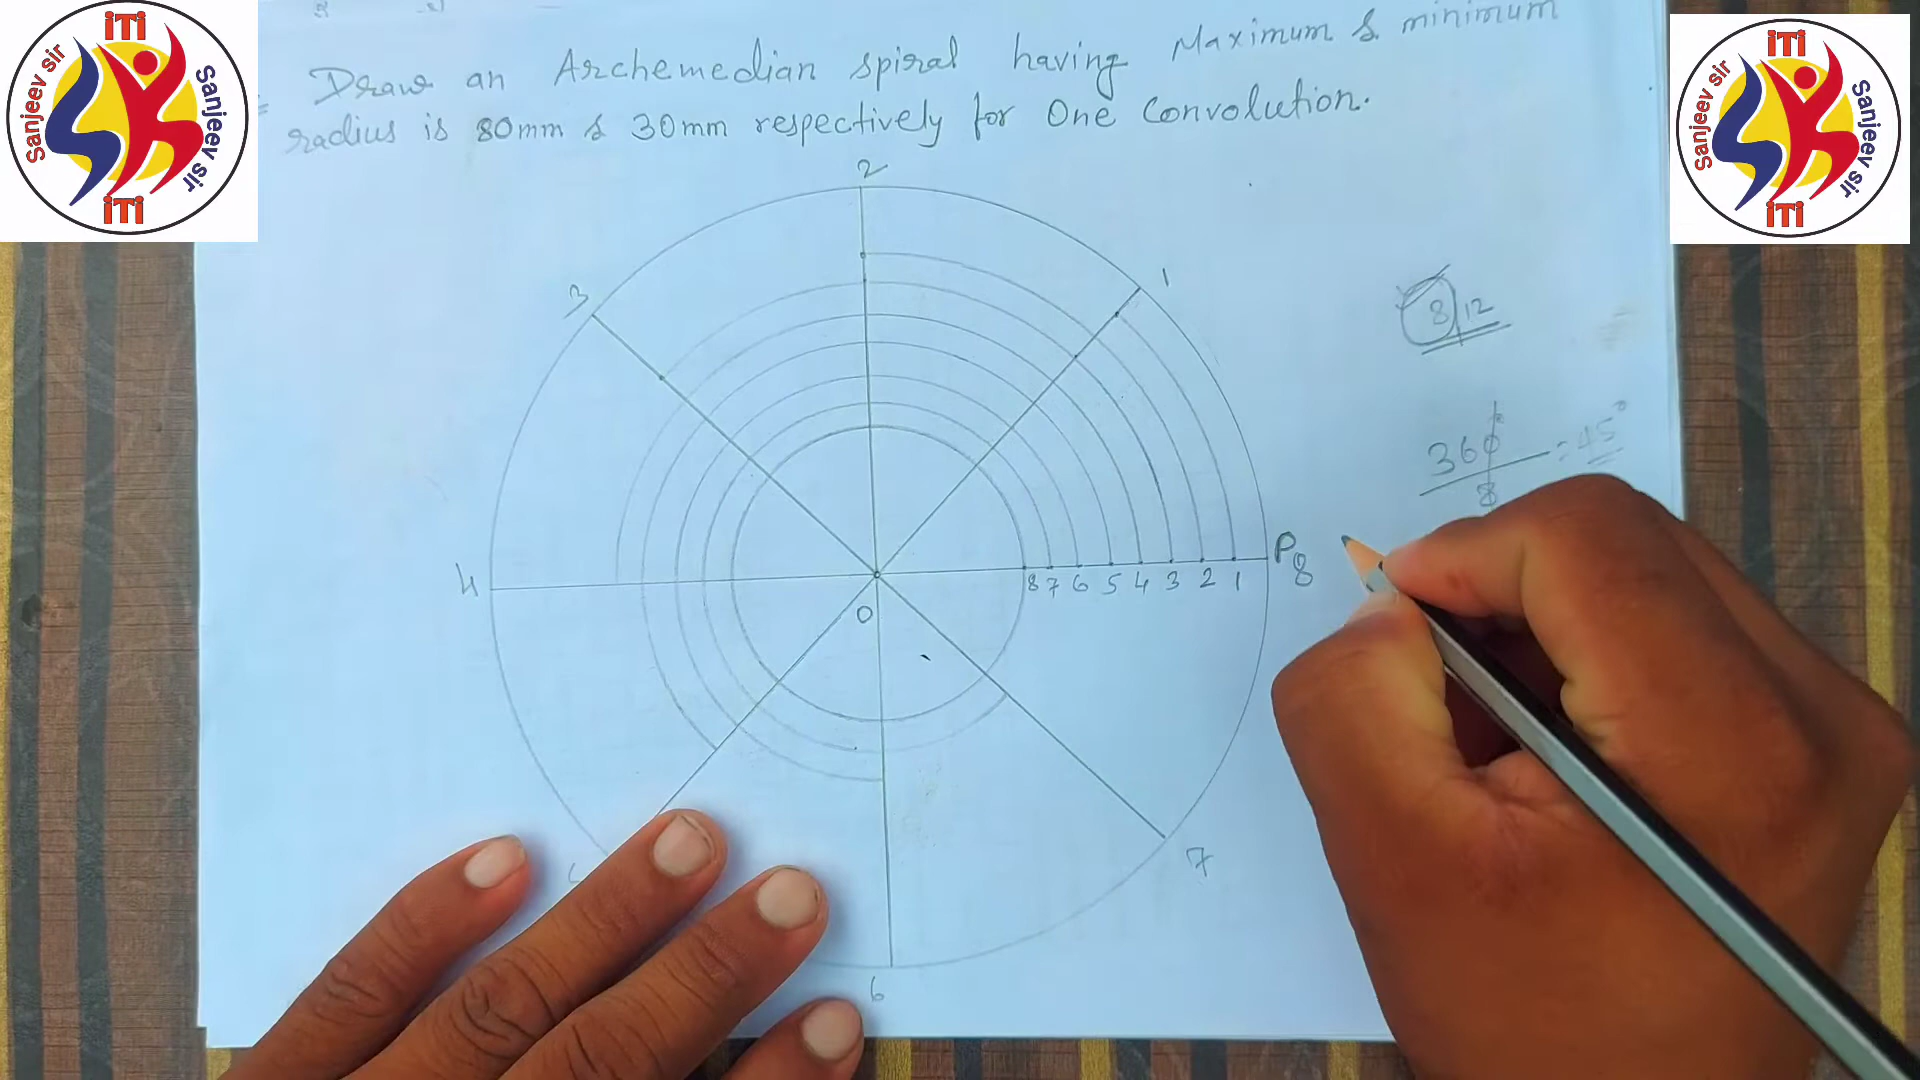 Draw an Archemedian spiral having Maximum & minimum
radius is 80mm & 30mm respectively for One Convolution.
iTi
Sanjeev sir
Sanjeev sir
iTi
iTi
Sanjeev sir
Sanjeev sir
iTi
2
3
1
8/12
360/8 = 45°
4
O
8 7 6 5 4 3 2 1
P8
7
6